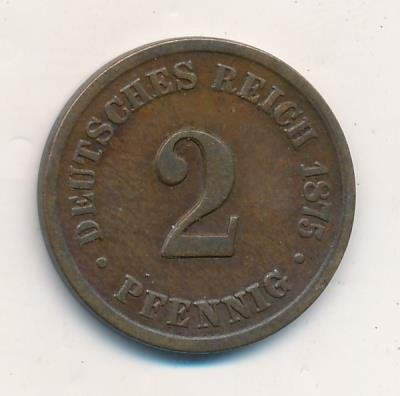 DEUTSCHES REICH 1875
2
· PFENNIG ·